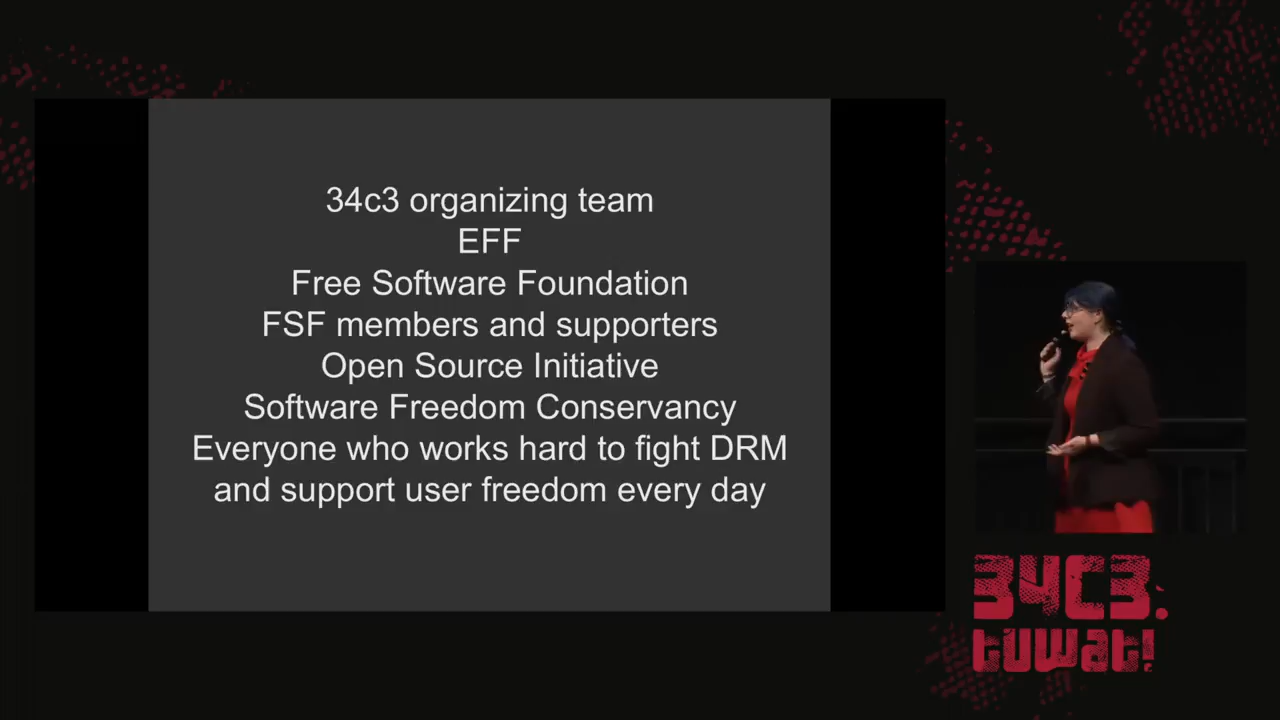 34c3 organizing team
EFF
Free Software Foundation
FSF members and supporters
Open Source Initiative
Software Freedom Conservancy
Everyone who works hard to fight DRM
and support user freedom every day
34C3.
tuwat!